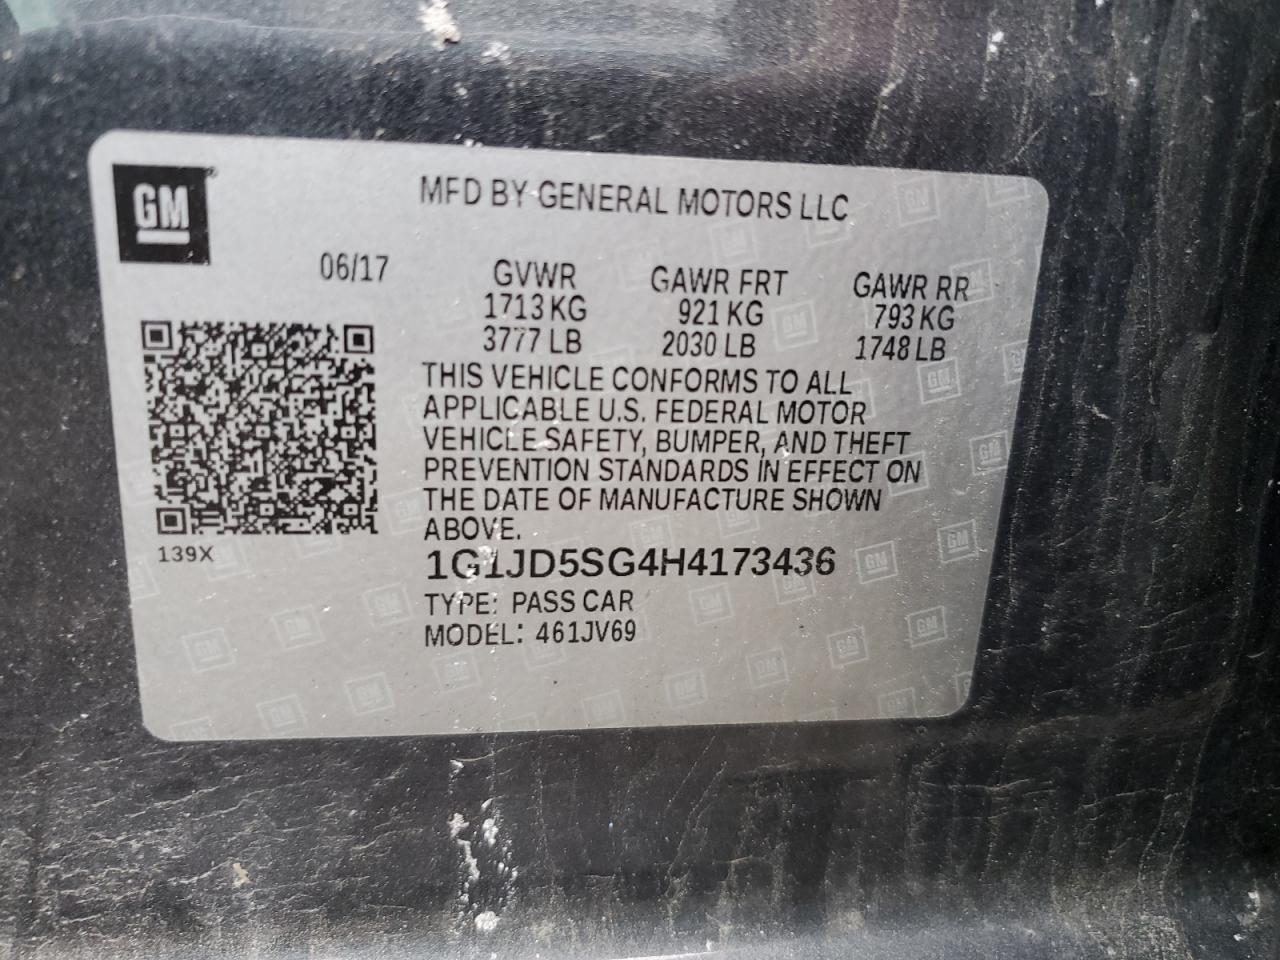 GM
MFD BY GENERAL MOTORS LLC
06/17
GVWR
1713 KG
3777 LB
GAWR FRT
921 KG
2030 LB
GAWR RR
793 KG
1748 LB
THIS VEHICLE CONFORMS TO ALL
APPLICABLE U.S. FEDERAL MOTOR
VEHICLE SAFETY, BUMPER, AND THEFT
PREVENTION STANDARDS IN EFFECT ON
THE DATE OF MANUFACTURE SHOWN
ABOVE.
139X
1G1JD5SG4H4173436
TYPE: PASS CAR
MODEL: 461JV69